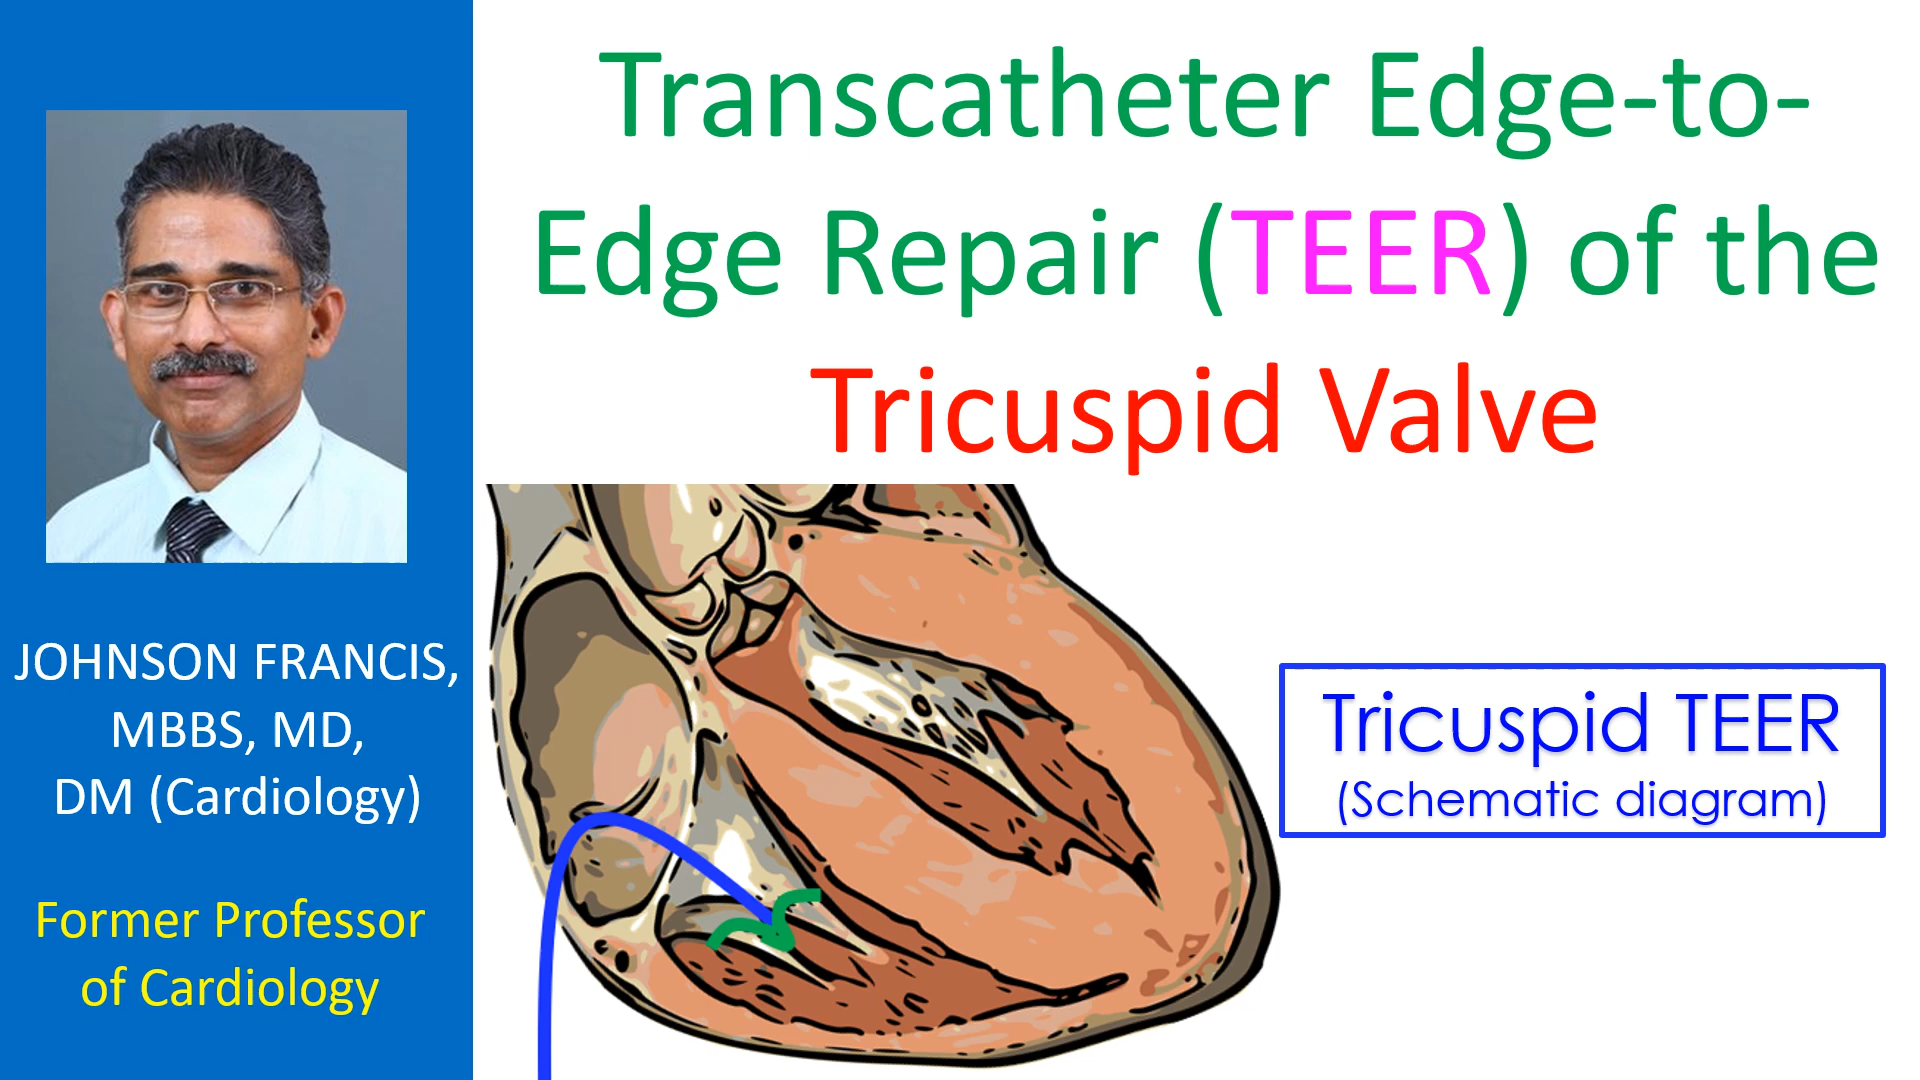 Transcatheter Edge-to-
Edge Repair (TEER) of the
Tricuspid Valve
JOHNSON FRANCIS,
MBBS, MD,
DM (Cardiology)
Former Professor
of Cardiology
Tricuspid TEER
(Schematic diagram)